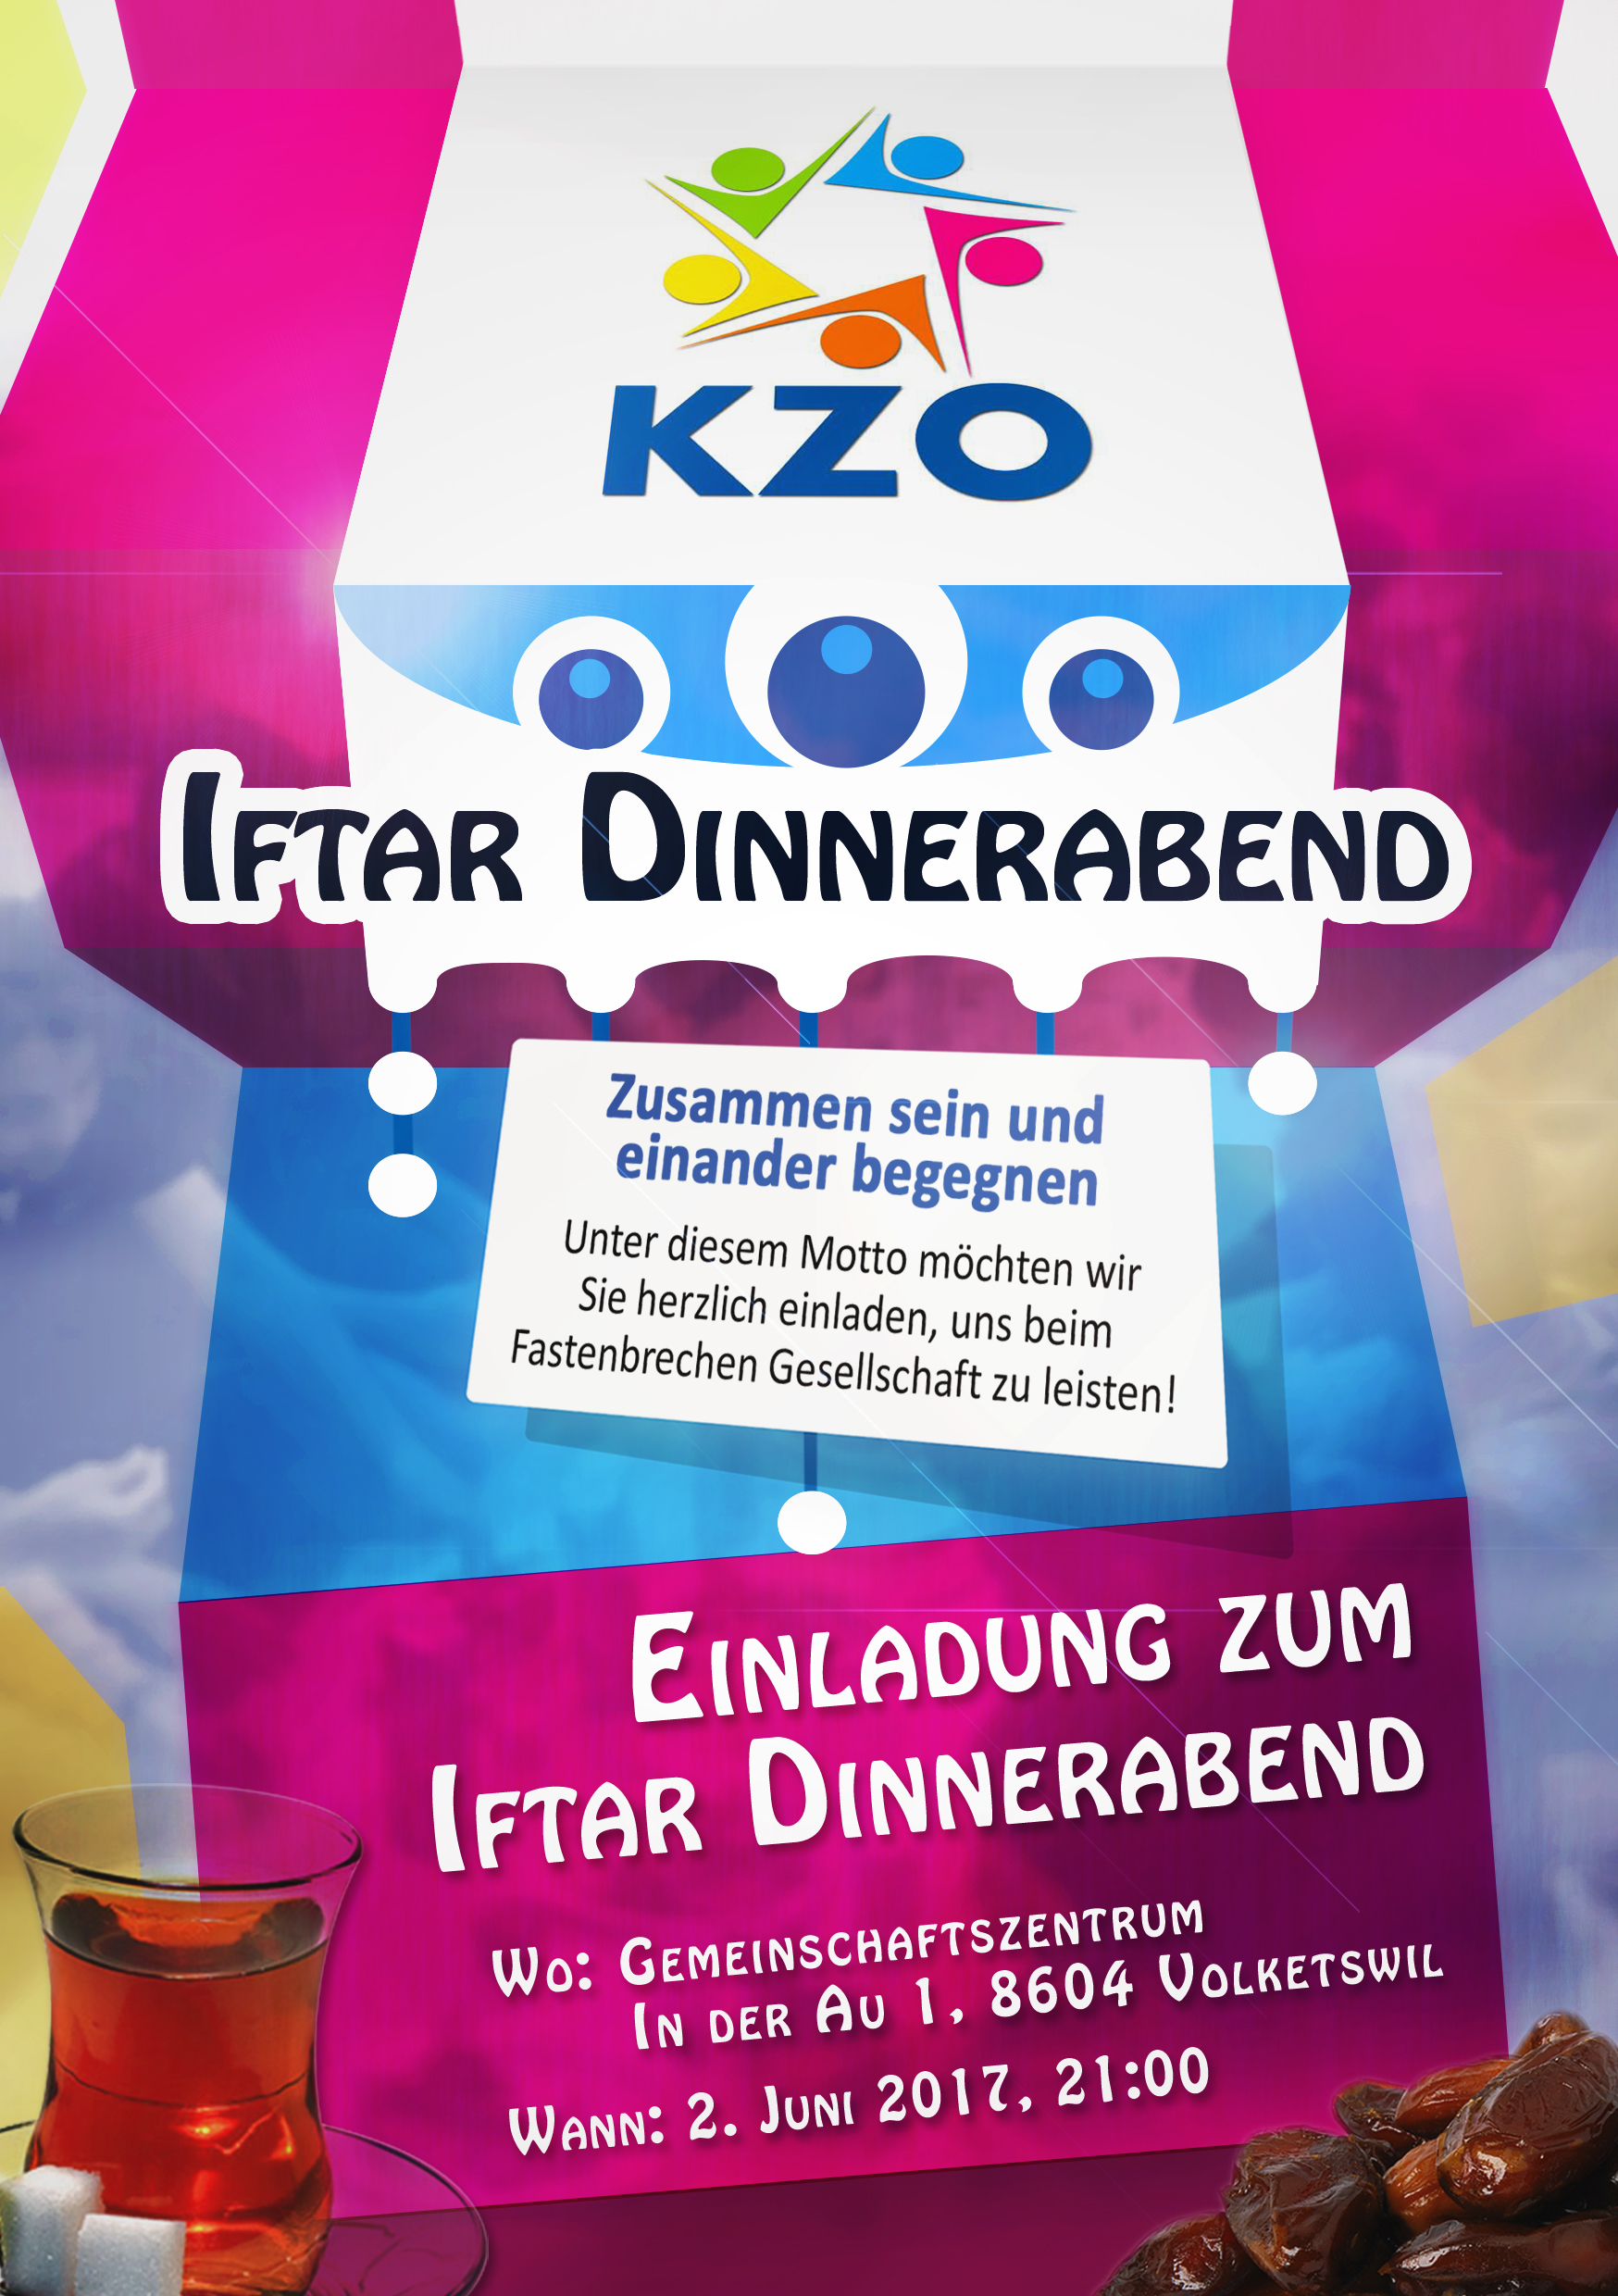 KZO
Iftar Dinnerabend
Zusammen sein und
einander begegnen
Unter diesem Motto möchten wir
Sie herzlich einladen, uns beim
Fastenbrechen Gesellschaft zu leisten!
Einladung zum
Iftar Dinnerabend
Wo: Gemeinschaftszentrum
In der Au 1, 8604 Volketswil
Wann: 2. Juni 2017, 21:00